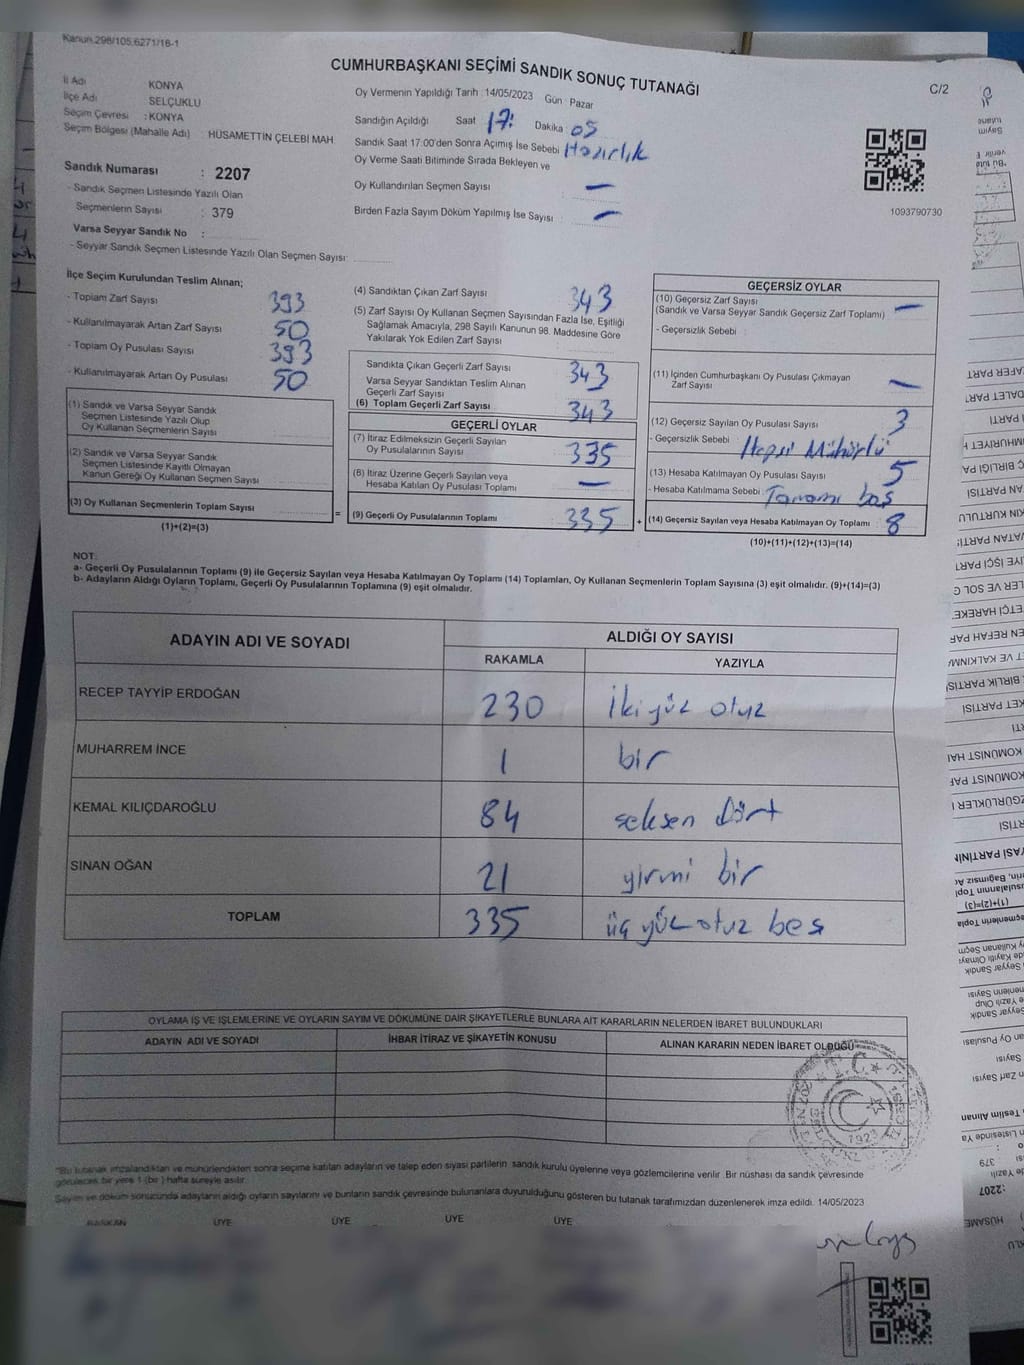 Kanun.298/105,6271/18-1
CUMHURBAŞKANI SEÇİMİ SANDIK SONUÇ TUTANAĞI
C/2
İl Adı KONYA
İlçe Adı SELÇUKLU
Seçim Çevresi : KONYA
Seçim Bölgesi (Mahalle Adı) : HÜSAMETTİN ÇELEBİ MAH
Sandık Numarası : 2207
- Sandık Seçmen Listesinde Yazılı Olan
Seçmenlerin Sayısı : 379
Varsa Seyyar Sandık No :
- Seyyar Sandık Seçmen Listesinde Yazılı Olan Seçmen Sayısı:
Oy Vermenin Yapıldığı Tarih : 14/05/2023 Gün : Pazar
Sandığın Açıldığı Saat 17: Dakika : 05
Sandık Saat 17:00'den Sonra Açımış İse Sebebi Hazırlık
Oy Verme Saati Bitiminde Sırada Bekleyen ve
Oy Kullandırılan Seçmen Sayısı : —
Birden Fazla Sayım Döküm Yapılmış İse Sayısı : —
1093790730
İlçe Seçim Kurulundan Teslim Alınan;
- Toplam Zarf Sayısı 393
- Kullanılmayarak Artan Zarf Sayısı 50
- Toplam Oy Pusulası Sayısı 393
- Kullanılmayarak Artan Oy Pusulası 50
(1) Sandık ve Varsa Seyyar Sandık
Seçmen Listesinde Yazılı Olup
Oy Kullanan Seçmenlerin Sayısı
(2) Sandık ve Varsa Seyyar Sandık
Seçmen Listesinde Kayıtlı Olmayan
Kanun Gereği Oy Kullanan Seçmen Sayısı
(3) Oy Kullanan Seçmenlerin Toplam Sayısı
(1)+(2)=(3)
=
(4) Sandıktan Çıkan Zarf Sayısı 343
(5) Zarf Sayısı Oy Kullanan Seçmen Sayısından Fazla İse, Eşitliği
Sağlamak Amacıyla, 298 Sayılı Kanunun 98. Maddesine Göre
Yakılarak Yok Edilen Zarf Sayısı
Sandıkta Çıkan Geçerli Zarf Sayısı 343
Varsa Seyyar Sandıktan Teslim Alınan
Geçerli Zarf Sayısı
(6) Toplam Geçerli Zarf Sayısı 343
GEÇERLİ OYLAR
(7) İtiraz Edilmeksizin Geçerli Sayılan
Oy Pusulalarının Sayısı 335
(8) İtiraz Üzerine Geçerli Sayılan veya
Hesaba Katılan Oy Pusulası Toplamı —
(9) Geçerli Oy Pusulalarının Toplamı 335
+
GEÇERSİZ OYLAR
(10) Geçersiz Zarf Sayısı
(Sandık ve Varsa Seyyar Sandık Geçersiz Zarf Toplamı) —
- Geçersizlik Sebebi :
(11) İçinden Cumhurbaşkanı Oy Pusulası Çıkmayan
Zarf Sayısı —
(12) Geçersiz Sayılan Oy Pusulası Sayısı 3
- Geçersizlik Sebebi : Hepsi Mühürlü
(13) Hesaba Katılmayan Oy Pusulası Sayısı 5
- Hesaba Katılmama Sebebi: Tamamı boş
(14) Geçersiz Sayılan veya Hesaba Katılmayan Oy Toplamı : 8
(10)+(11)+(12)+(13)=(14)
NOT:
a- Geçerli Oy Pusulalarının Toplamı (9) ile Geçersiz Sayılan veya Hesaba Katılmayan Oy Toplamı (14) Toplamları, Oy Kullanan Seçmenlerin Toplam Sayısına (3) eşit olmalıdır. (9)+(14)=(3)
b- Adayların Aldığı Oyların Toplamı, Geçerli Oy Pusulalarının Toplamına (9) eşit olmalıdır.
ADAYIN ADI VE SOYADI ALDIĞI OY SAYISI
RAKAMLA YAZIYLA
RECEP TAYYİP ERDOĞAN 230 İki yüz otuz
MUHARREM İNCE 1 bir
KEMAL KILIÇDAROĞLU 84 seksen Dört
SİNAN OĞAN 21 yirmi bir
TOPLAM 335 üç yüz otuz beş
OYLAMA İŞ VE İŞLEMLERİNE VE OYLARIN SAYIM VE DÖKÜMÜNE DAİR ŞİKAYETLERLE BUNLARA AİT KARARLARIN NELERDEN İBARET BULUNDUKLARI
ADAYIN ADI VE SOYADI İHBAR İTİRAZ VE ŞİKAYETİN KONUSU ALINAN KARARIN NEDEN İBARET OLDUĞU
T.C.
1923
*Bu tutanak imzalandıktan ve mühürlendikten sonra seçime katılan adayların ve talep eden siyasi partilerin sandık kurulu üyelerine veya gözlemcilerine verilir. Bir nüshası da sandık çevresinde
görülecek bir yere 1 (bir) hafta süreyle asılır.
Sayım ve döküm sonucunda adayların aldığı oyların sayılarını ve bunların sandık çevresinde bulunanlara duyurulduğunu gösteren bu tutanak tarafımızdan düzenlenerek imza edildi. 14/05/2023
BAŞKAN ÜYE ÜYE ÜYE ÜYE